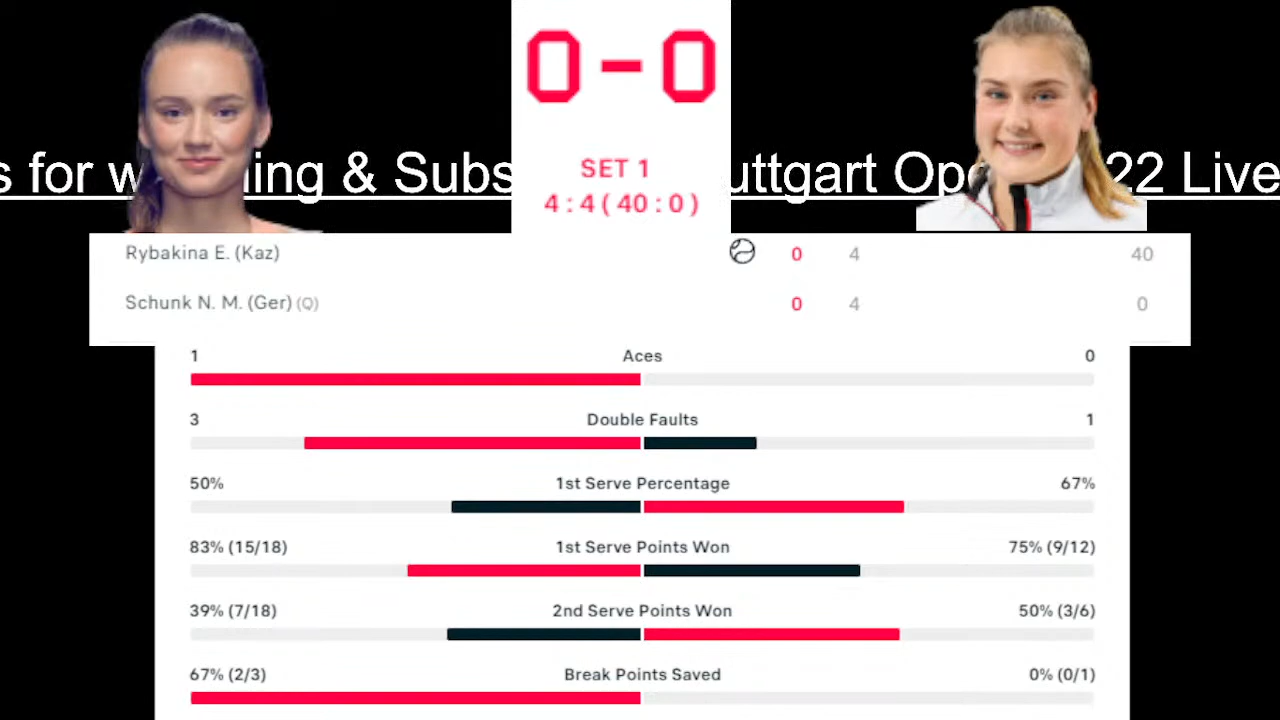 0 - 0
s for w ing & Subs uttgart Op 22 Live
SET 1
4 : 4 ( 40 : 0 )
Rybakina E. (Kaz) 0 4 40
Schunk N. M. (Ger) (Q) 0 4 0
1 Aces 0
3 Double Faults 1
50% 1st Serve Percentage 67%
83% (15/18) 1st Serve Points Won 75% (9/12)
39% (7/18) 2nd Serve Points Won 50% (3/6)
67% (2/3) Break Points Saved 0% (0/1)